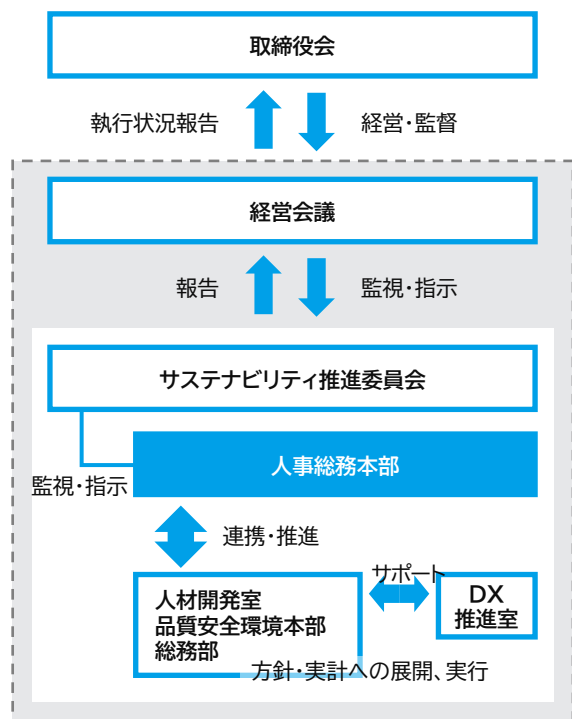 取締役会
執行状況報告
経営・監督
経営会議
報告
監視・指示
サステナビリティ推進委員会
人事総務本部
監視・指示
連携・推進
サポート
人材開発室
品質安全環境本部
総務部
DX
推進室
方針・実計への展開、実行